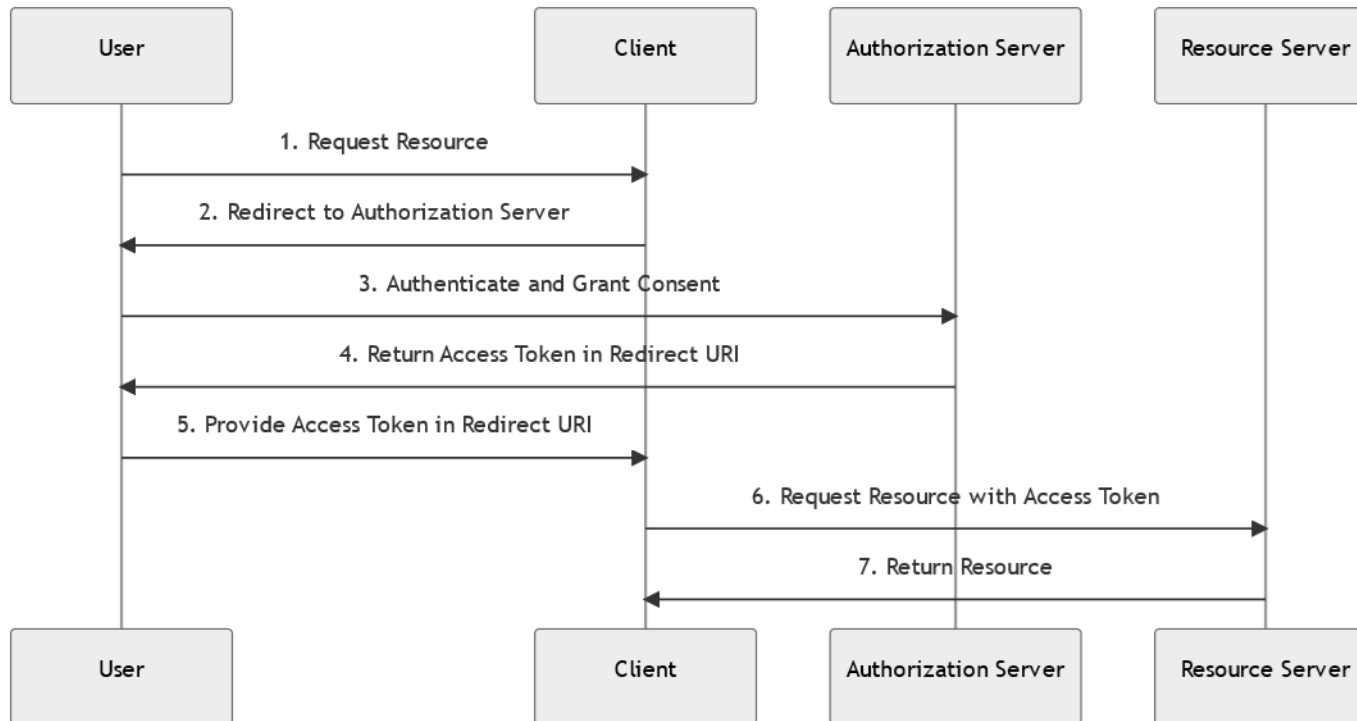 User
Client
Authorization Server
Resource Server
1. Request Resource
2. Redirect to Authorization Server
3. Authenticate and Grant Consent
4. Return Access Token in Redirect URI
5. Provide Access Token in Redirect URI
6. Request Resource with Access Token
7. Return Resource
User
Client
Authorization Server
Resource Server